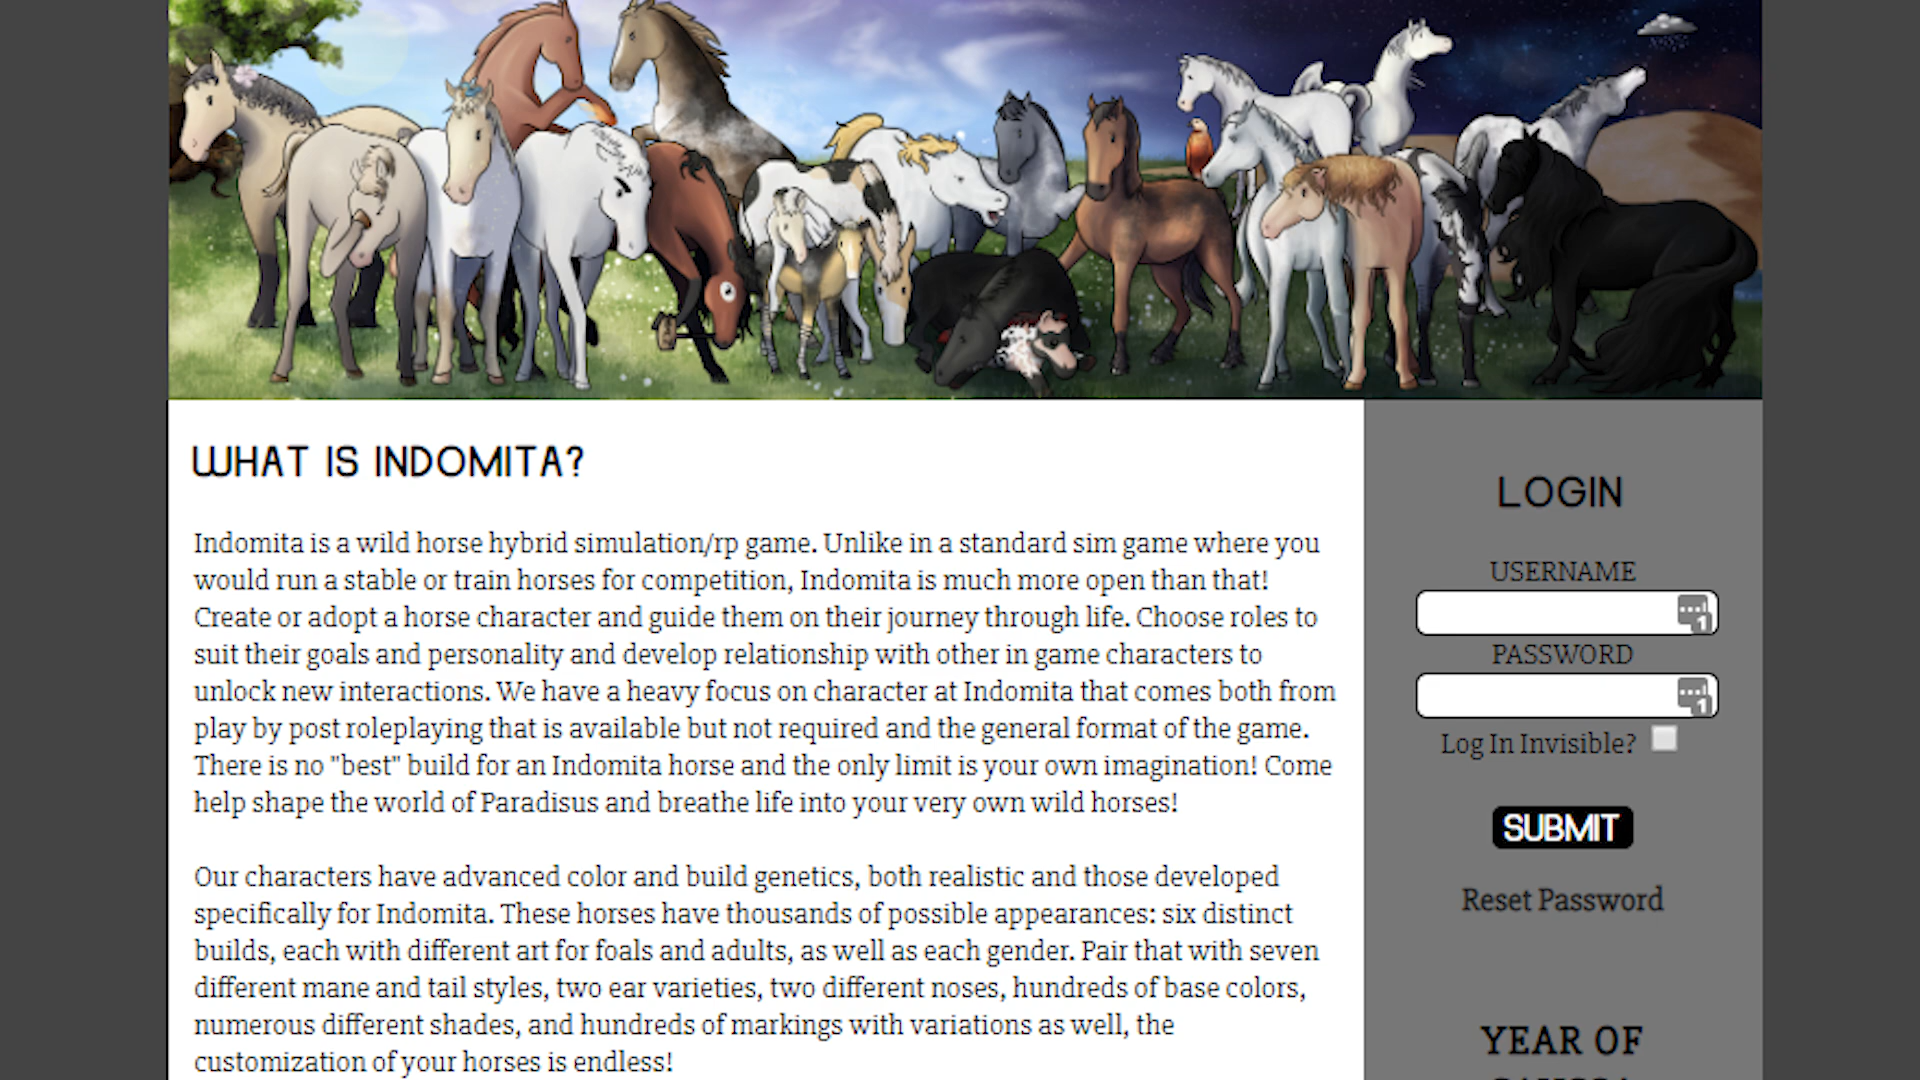 WHAT IS INDOMITA?
Indomita is a wild horse hybrid simulation/rp game. Unlike in a standard sim game where you
would run a stable or train horses for competition, Indomita is much more open than that!
Create or adopt a horse character and guide them on their journey through life. Choose roles to
suit their goals and personality and develop relationship with other in game characters to
unlock new interactions. We have a heavy focus on character at Indomita that comes both from
play by post roleplaying that is available but not required and the general format of the game.
There is no "best" build for an Indomita horse and the only limit is your own imagination! Come
help shape the world of Paradisus and breathe life into your very own wild horses!
Our characters have advanced color and build genetics, both realistic and those developed
specifically for Indomita. These horses have thousands of possible appearances: six distinct
builds, each with different art for foals and adults, as well as each gender. Pair that with seven
different mane and tail styles, two ear varieties, two different noses, hundreds of base colors,
numerous different shades, and hundreds of markings with variations as well, the
customization of your horses is endless!
LOGIN
USERNAME
1
PASSWORD
1
Log In Invisible?
SUBMIT
Reset Password
YEAR OF